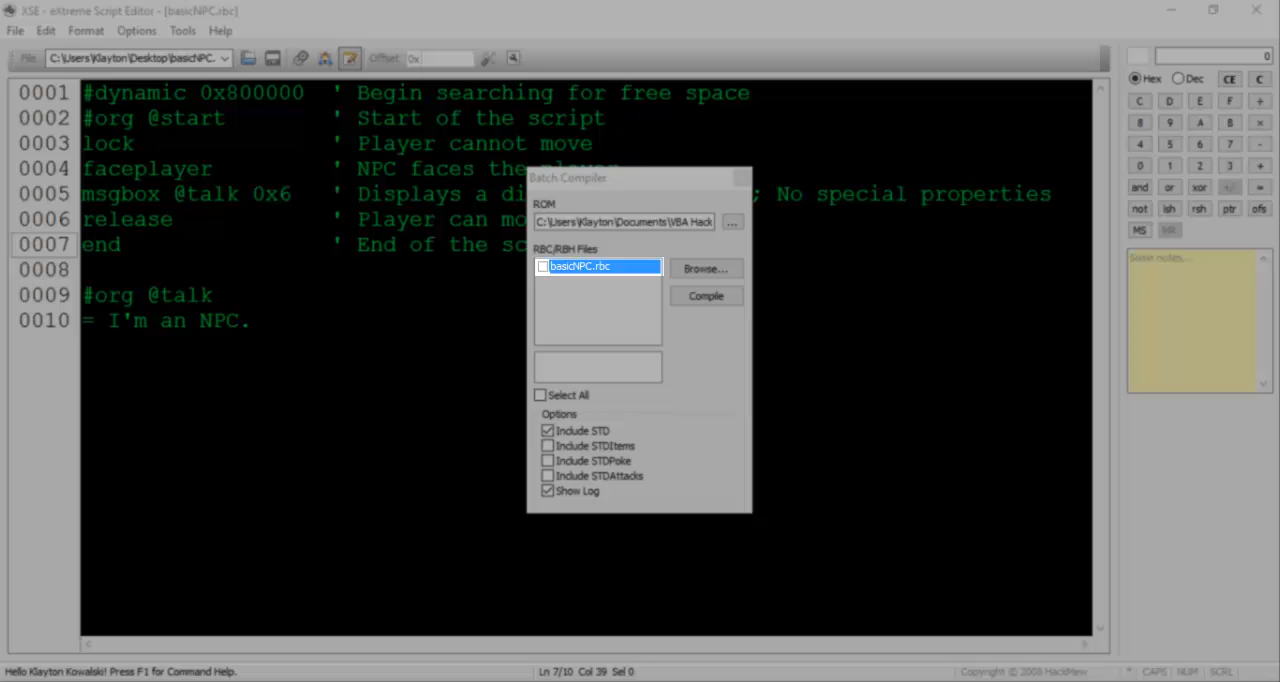 XSE - eXtreme Script Editor - [basicNPC.rbc]
File Edit Format Options Tools Help
File: C:\Users\Klayton\Desktop\basicNPC. Offset: 0x
0
Hex Dec CE C
C D E F ÷
8 9 A B ×
4 5 6 7 -
0 1 2 3 +
and or xor =
not lsh rsh ptr ofs
MS MR
Some notes...
0001 #dynamic 0x800000 ' Begin searching for free space
0002 #org @start ' Start of the script
0003 lock ' Player cannot move
0004 faceplayer ' NPC faces the player
0005 msgbox @talk 0x6 ' Displays a di ; No special properties
0006 release ' Player can mo
0007 end ' End of the sc
0008
0009 #org @talk
0010 = I'm an NPC.
Batch Compiler
ROM
C:\Users\Klayton\Documents\VBA Hack ...
RBC/RBH Files
basicNPC.rbc Browse...
Compile
Select All
Options
Include STD
Include STDItems
Include STDPoke
Include STDAttacks
Show Log
Hello Klayton Kowalski! Press F1 for Command Help. Ln 7/10 Col 39 Sel 0 Copyright © 2008 HackMew * CAPS NUM SCRL